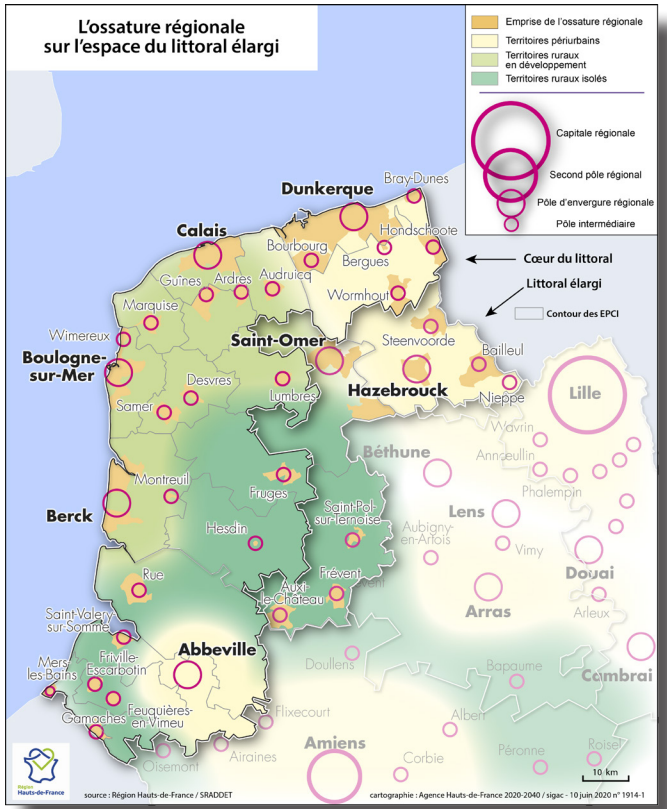 L'ossature régionale
sur l'espace du littoral élargi
Emprise de l'ossature régionale
Territoires périurbains
Territoires ruraux
en développement
Territoires ruraux isolés
Capitale régionale
Second pôle régional
Pôle d'envergure régionale
Pôle intermédiaire
Cœur du littoral
Littoral élargi
Contour des EPCI
Bray-Dunes
Dunkerque
Hondschoote
Calais
Bourbourg
Bergues
Guînes
Ardres
Audruicq
Wormhout
Marquise
Wimereux
Saint-Omer
Steenvoorde
Bailleul
Boulogne-
sur-Mer
Desvres
Lumbres
Hazebrouck
Nieppe
Lille
Samer
Wavrin
Béthune
Annœullin
Phalempin
Montreuil
Fruges
Saint-Pol-
sur-Ternoise
Lens
Berck
Hesdin
Aubigny-
en-Artois
Vimy
Douai
Rue
Frévent
Auxi-
le-Château
Arras
Arleux
Saint-Valery-
sur-Somme
Abbeville
Mers-
les-Bains
Friville-
Escarbotin
Doullens
Bapaume
Cambrai
Gamaches
Feuquières-
en-Vimeu
Flixecourt
Albert
Oisemont
Airaines
Amiens
Corbie
Péronne
Roisel
10 km
Région
Hauts-de-France
source : Région Hauts-de-France / SRADDET
cartographie : Agence Hauts-de-France 2020-2040 / sigac - 10 juin 2020 n° 1914-1